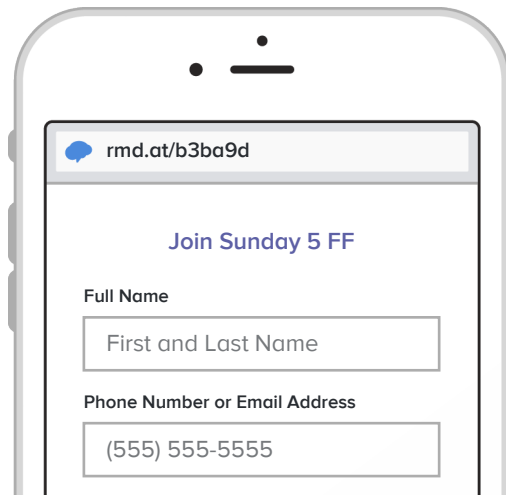 rmd.at/b3ba9d
Join Sunday 5 FF
Full Name
First and Last Name
Phone Number or Email Address
(555) 555-5555